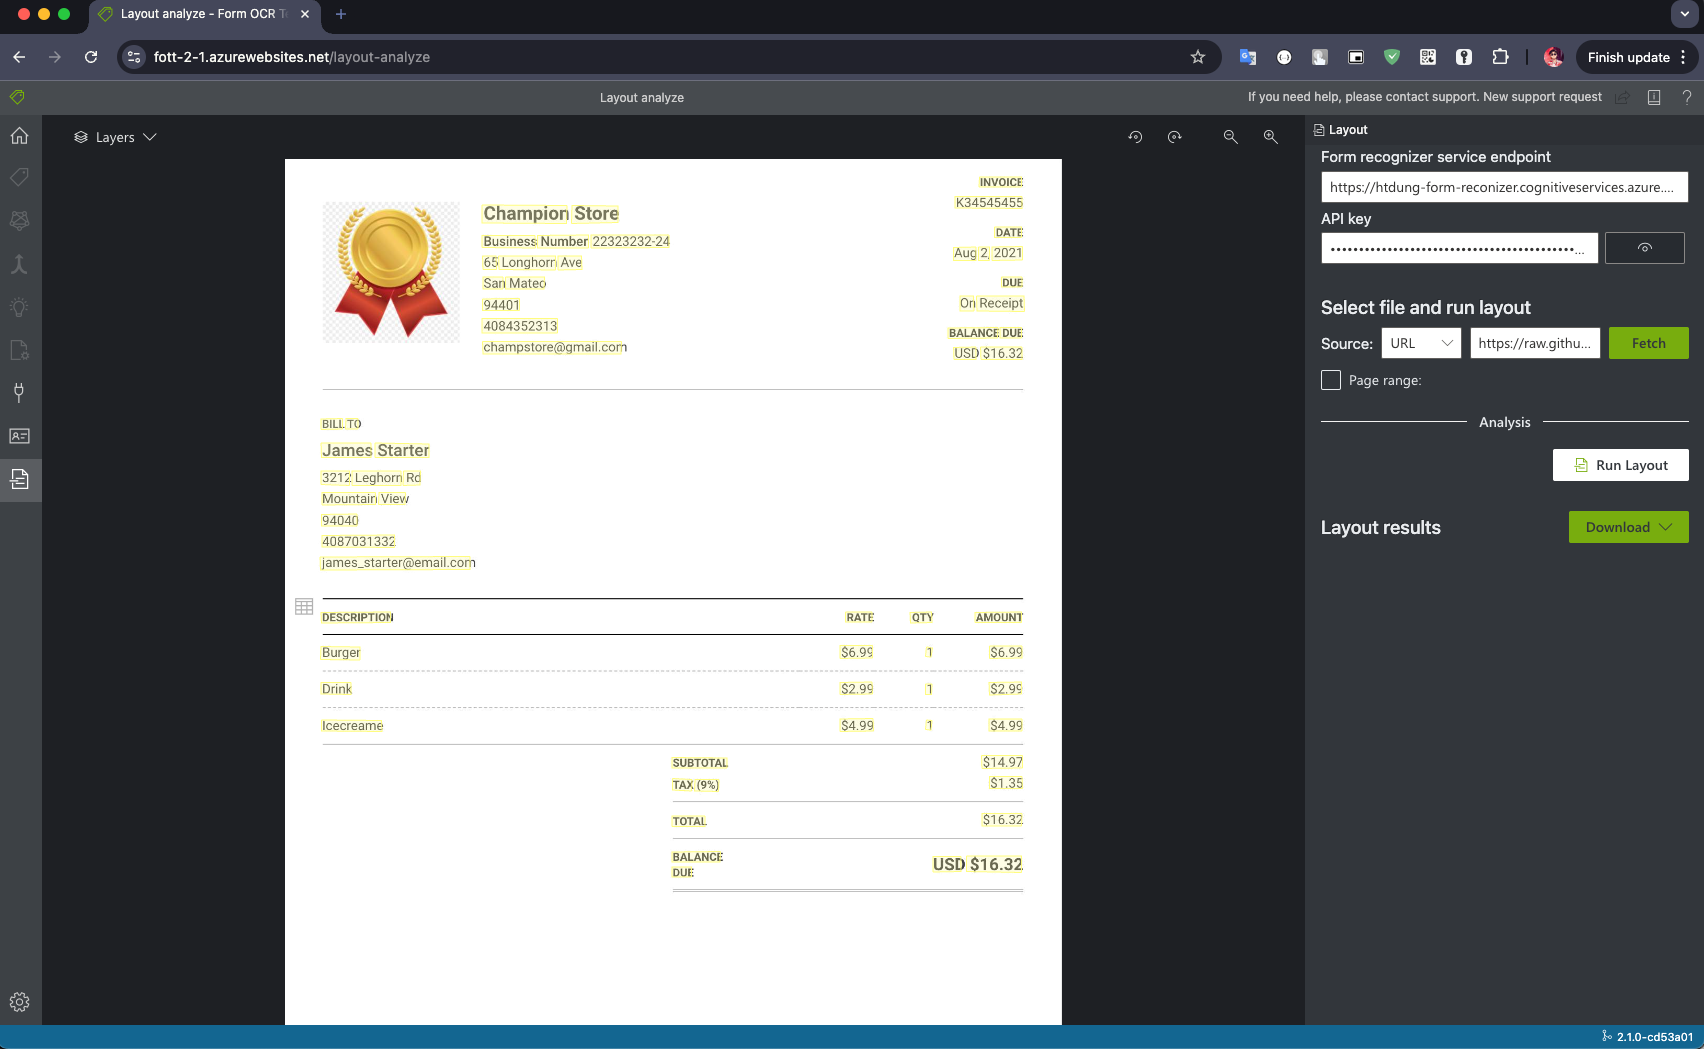 Layout analyze - Form OCR
fott-2-1.azurewebsites.net/layout-analyze
Finish update
Layout analyze
If you need help, please contact support. New support request
Layers
INVOICE
K34545455
DATE
Aug 2, 2021
DUE
On Receipt
BALANCE DUE
USD $16.32
Champion Store
Business Number 22323232-24
65 Longhorn Ave
San Mateo
94401
4084352313
champstore@gmail.com
BILL TO
James Starter
3212 Leghorn Rd
Mountain View
94040
4087031332
james_starter@email.com
DESCRIPTION RATE QTY AMOUNT
Burger $6.99 1 $6.99
Drink $2.99 1 $2.99
Icecreame $4.99 1 $4.99
SUBTOTAL $14.97
TAX (9%) $1.35
TOTAL $16.32
BALANCE
DUE
USD $16.32
Layout
Form recognizer service endpoint
https://htdung-form-reconizer.cognitiveservices.azure....
API key
Select file and run layout
Source: URL https://raw.githu... Fetch
Page range:
Analysis
Run Layout
Layout results Download
2.1.0-cd53a01